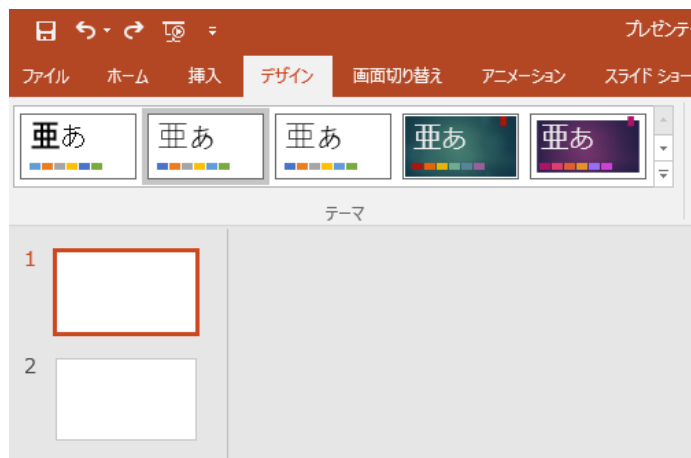 プレゼンテ
ファイル ホーム 挿入 デザイン 画面切り替え アニメーション スライド ショー
亜あ 亜あ 亜あ 亜あ 亜あ
テーマ
1
2